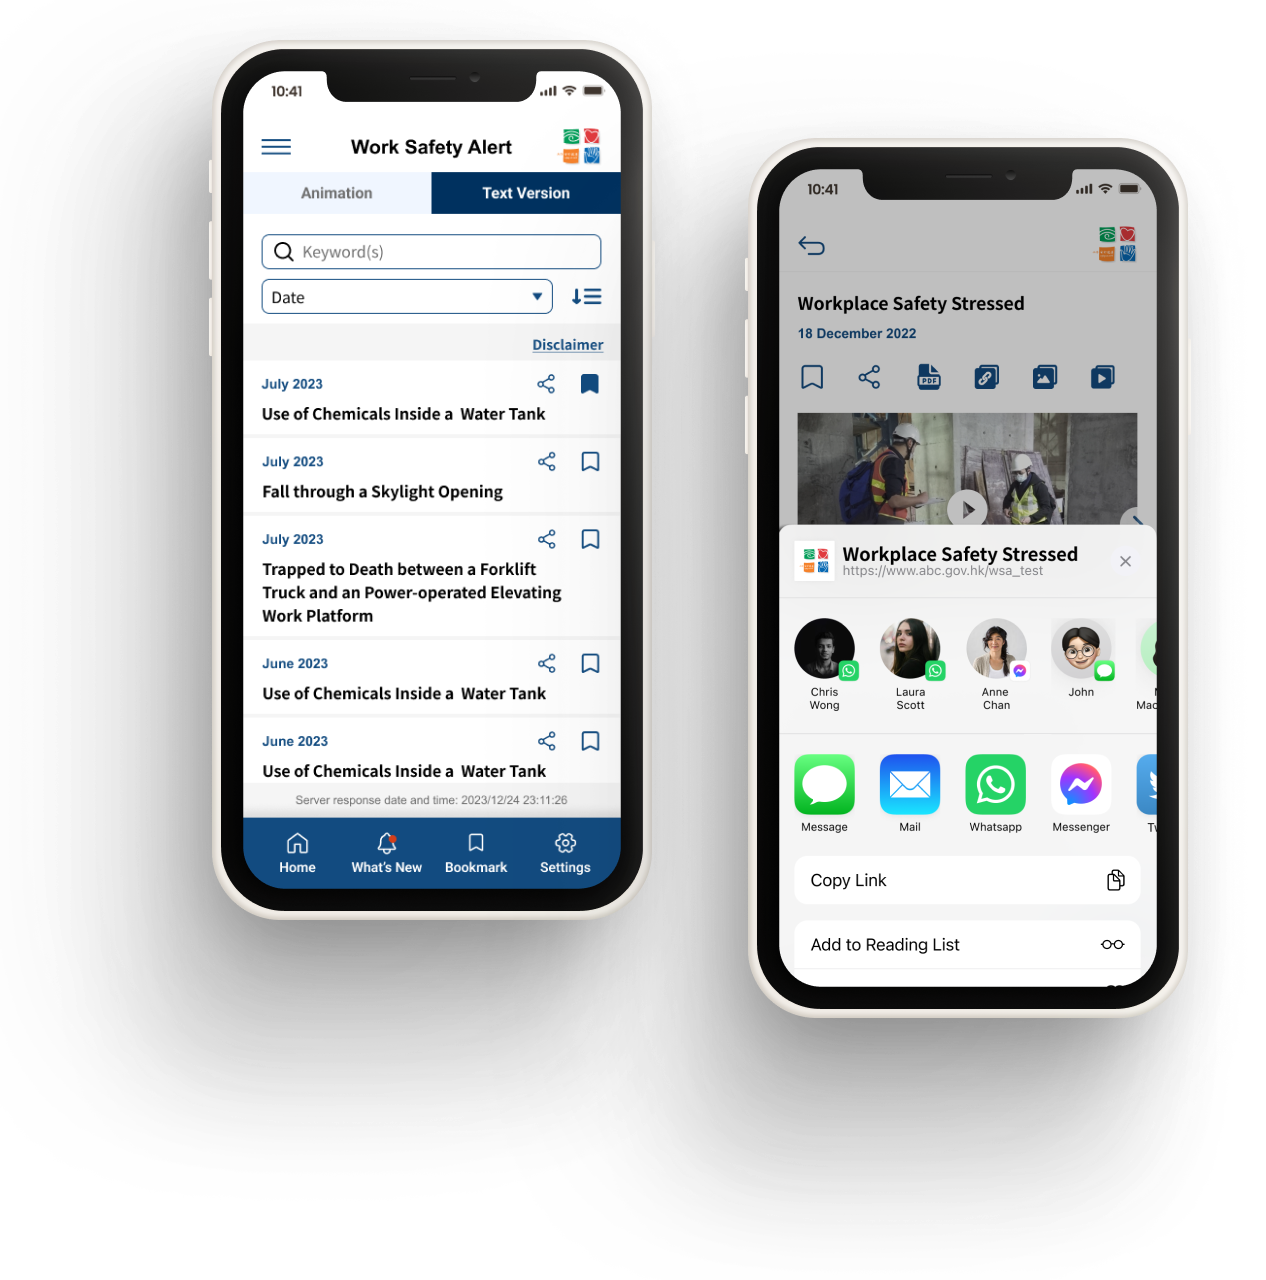 10:41
Work Safety Alert
Animation
Text Version
Keyword(s)
Date
Disclaimer
July 2023
Use of Chemicals Inside a Water Tank
July 2023
Fall through a Skylight Opening
July 2023
Trapped to Death between a Forklift
Truck and an Power-operated Elevating
Work Platform
June 2023
Use of Chemicals Inside a Water Tank
June 2023
Use of Chemicals Inside a Water Tank
Server response date and time: 2023/12/24 23:11:26
Home
What's New
Bookmark
Settings
10:41
Workplace Safety Stressed
18 December 2022
PDF
Workplace Safety Stressed
https://www.abc.gov.hk/wsa_test
Chris
Wong
Laura
Scott
Anne
Chan
John
Message
Mail
Whatsapp
Messenger
Copy Link
Add to Reading List